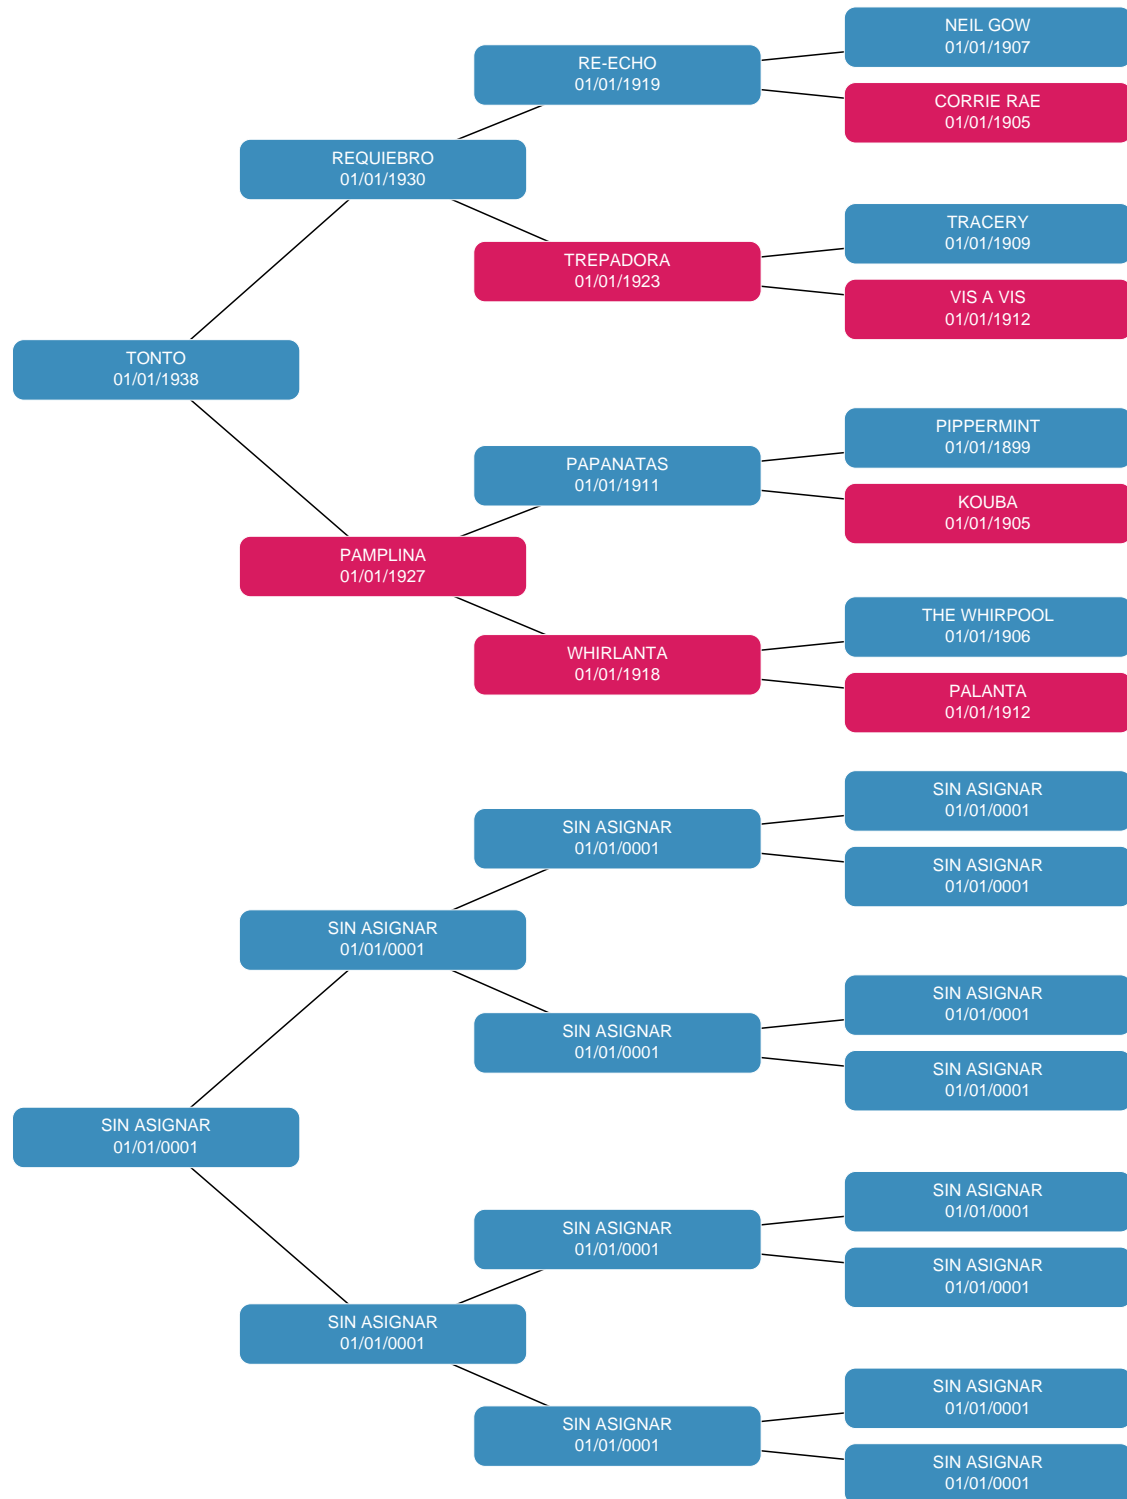 NEIL GOW
01/01/1907
RE-ECHO
01/01/1919
CORRIE RAE
01/01/1905
REQUIEBRO
01/01/1930
TRACERY
01/01/1909
TREPADORA
01/01/1923
VIS A VIS
01/01/1912
TONTO
01/01/1938
PIPPERMINT
01/01/1899
PAPANATAS
01/01/1911
KOUBA
01/01/1905
PAMPLINA
01/01/1927
THE WHIRPOOL
01/01/1906
WHIRLANTA
01/01/1918
PALANTA
01/01/1912
SIN ASIGNAR
01/01/0001
SIN ASIGNAR
01/01/0001
SIN ASIGNAR
01/01/0001
SIN ASIGNAR
01/01/0001
SIN ASIGNAR
01/01/0001
SIN ASIGNAR
01/01/0001
SIN ASIGNAR
01/01/0001
SIN ASIGNAR
01/01/0001
SIN ASIGNAR
01/01/0001
SIN ASIGNAR
01/01/0001
SIN ASIGNAR
01/01/0001
SIN ASIGNAR
01/01/0001
SIN ASIGNAR
01/01/0001
SIN ASIGNAR
01/01/0001
SIN ASIGNAR
01/01/0001